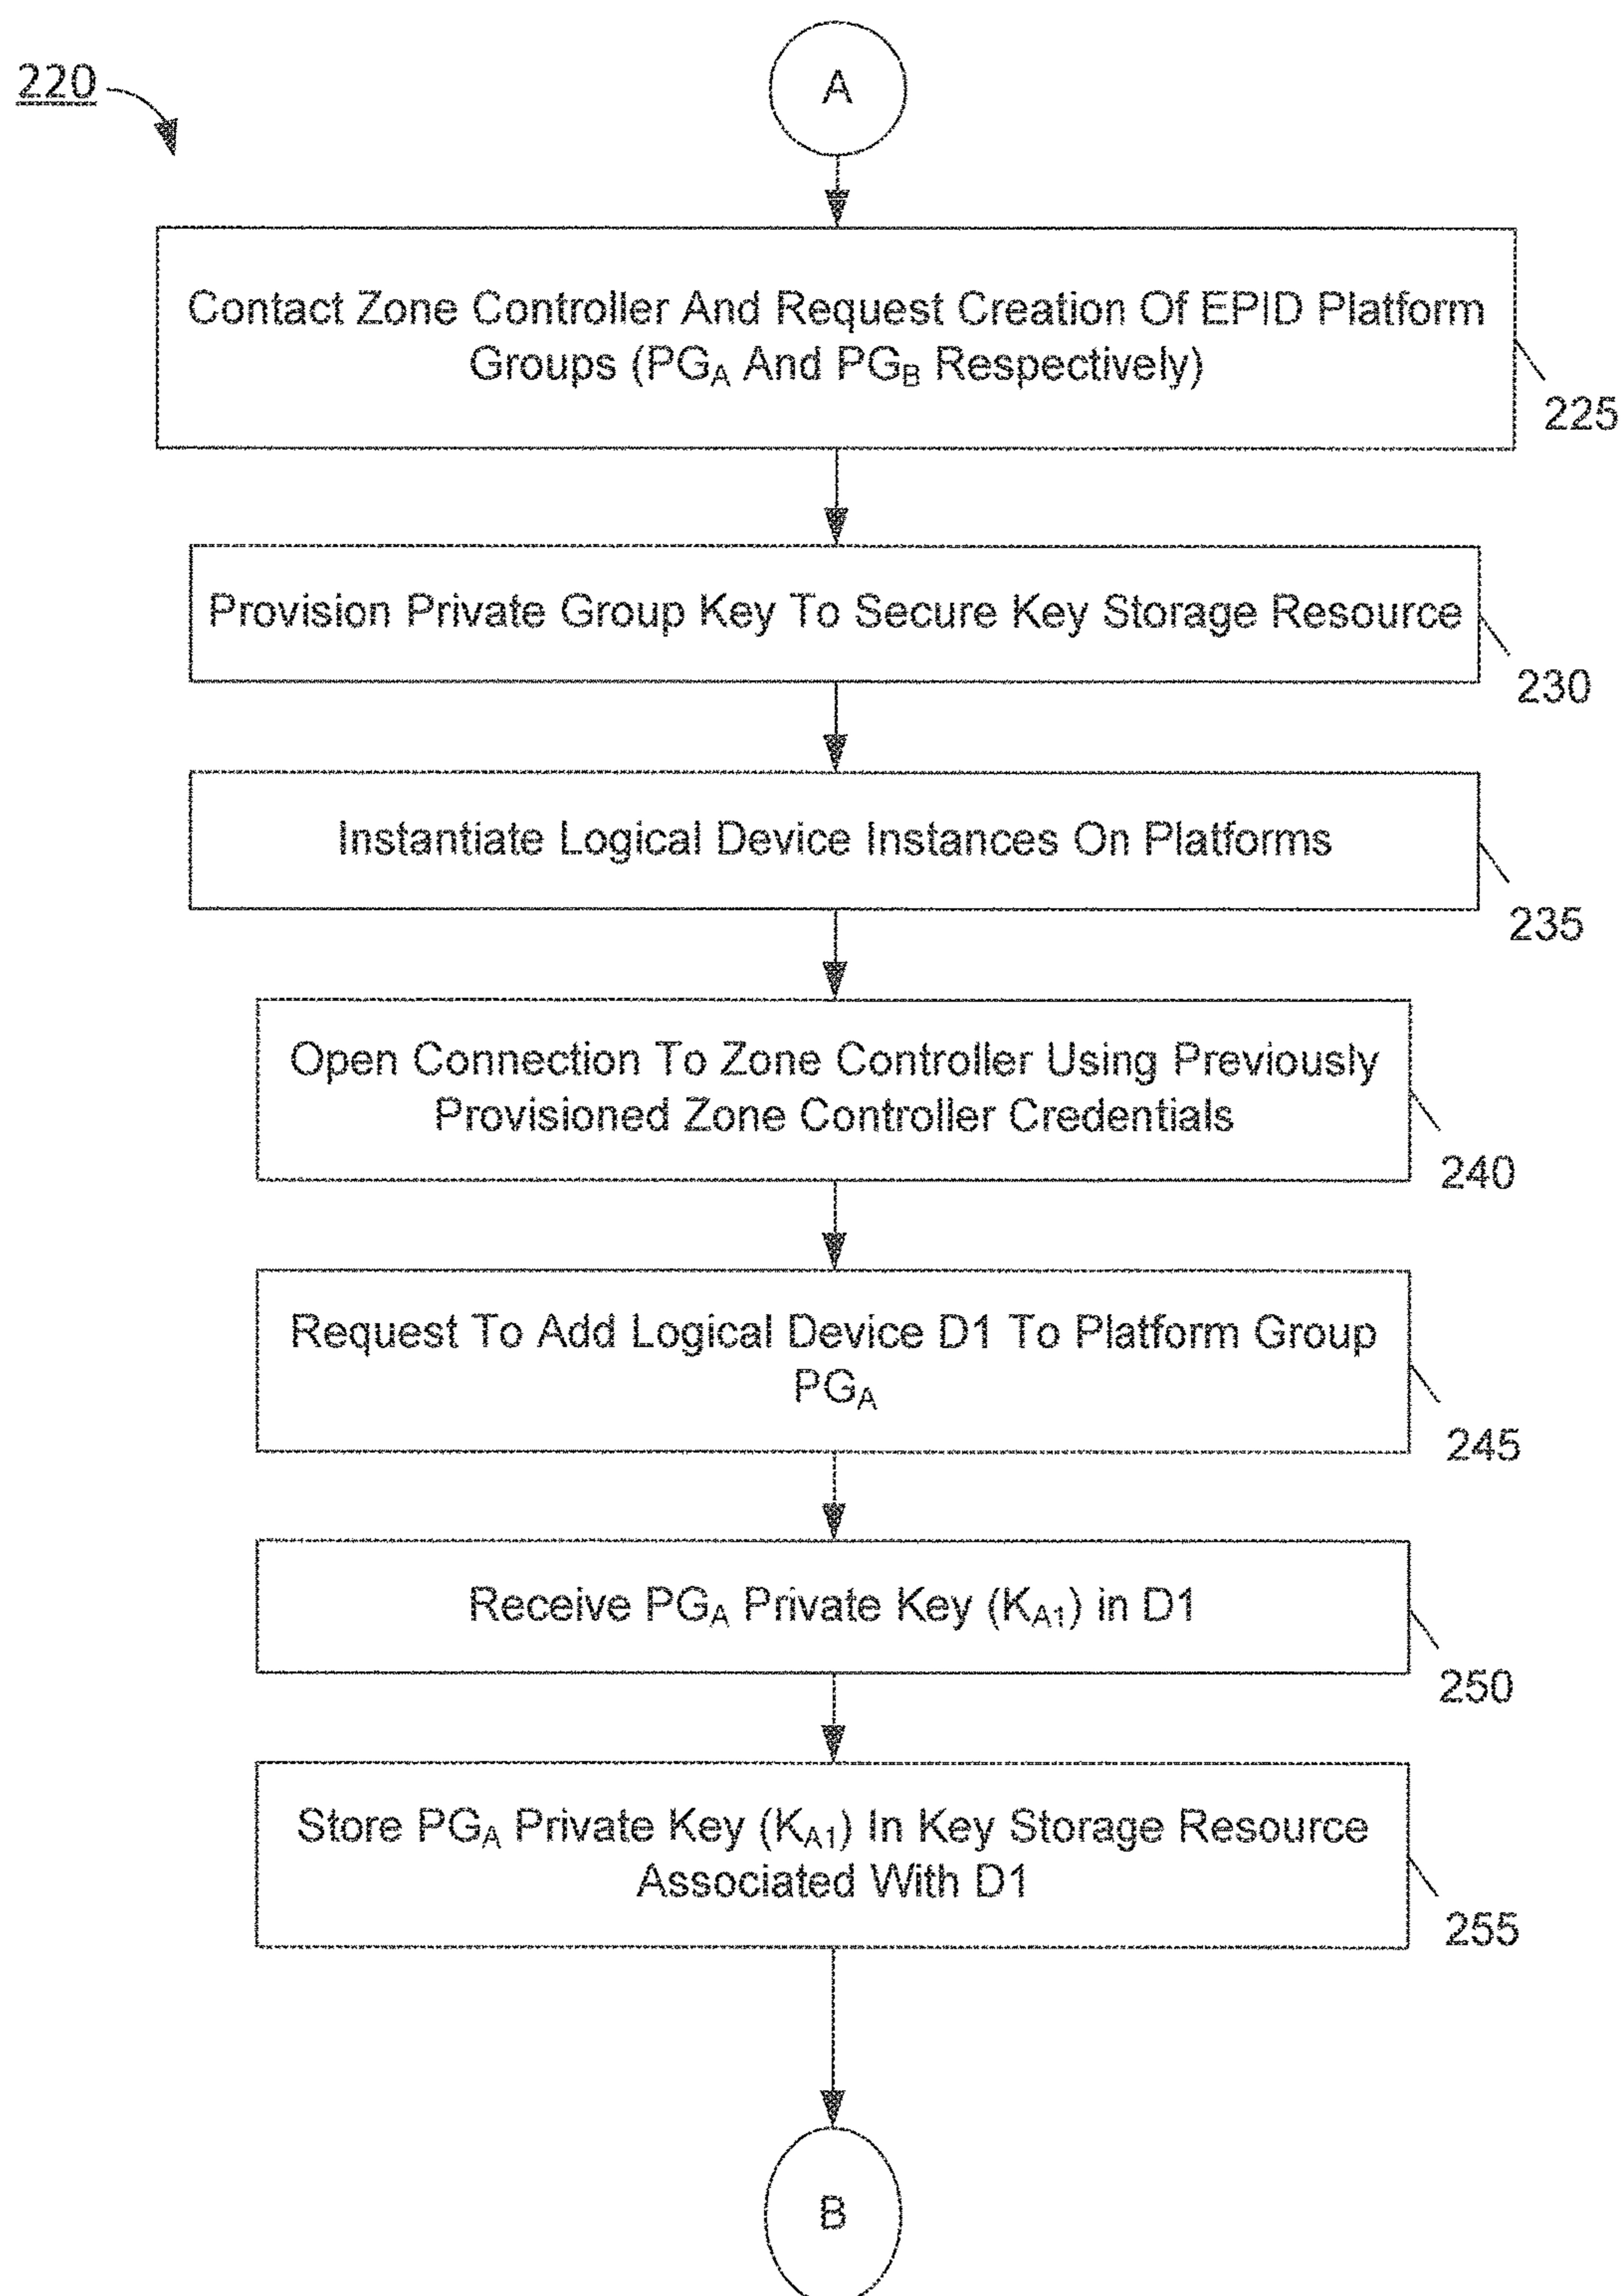 220
A
Contact Zone Controller And Request Creation Of EPID Platform
Groups (PGA And PGB Respectively)
225
Provision Private Group Key To Secure Key Storage Resource
230
Instantiate Logical Device Instances On Platforms
235
Open Connection To Zone Controller Using Previously
Provisioned Zone Controller Credentials
240
Request To Add Logical Device D1 To Platform Group
PGA
245
Receive PGA Private Key (KA1) in D1
250
Store PGA Private Key (KA1) In Key Storage Resource
Associated With D1
255
B